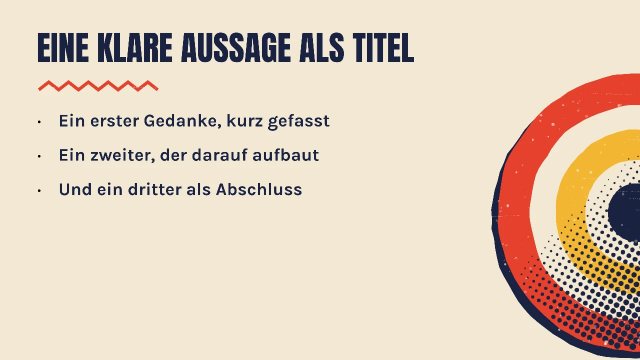 EINE KLARE AUSSAGE ALS TITEL
· Ein erster Gedanke, kurz gefasst
· Ein zweiter, der darauf aufbaut
· Und ein dritter als Abschluss